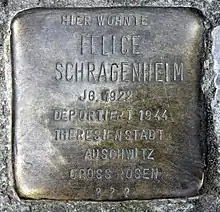 HIER WOHNTE
FELICE
SCHRAGENHEIM
JG. 1922
DEPORTIERT 1944
THERESIENSTADT
AUSCHWITZ
GROSS ROSEN
? ? ?